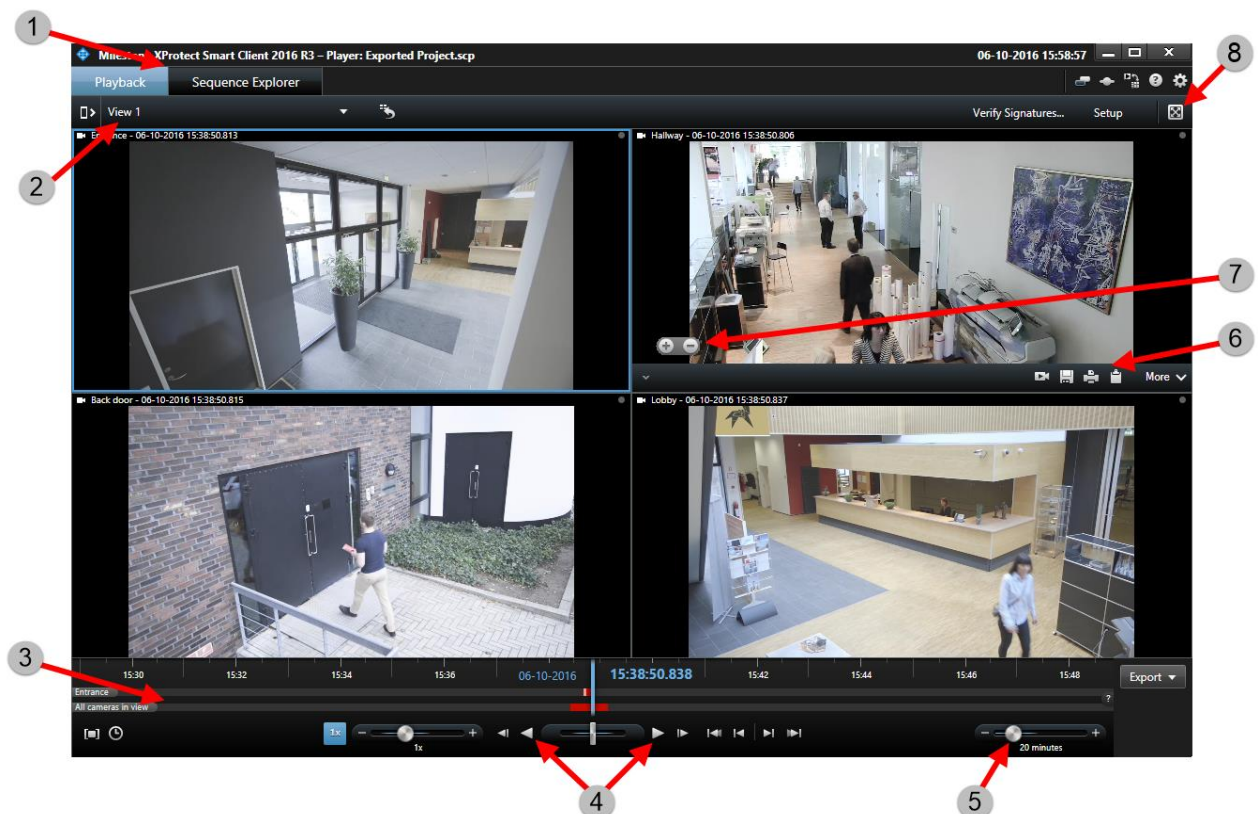 1
Milestone XProtect Smart Client 2016 R3 – Player: Exported Project.scp
06-10-2016 15:58:57
8
Playback
Sequence Explorer
View 1
Verify Signatures...
Setup
2
Entrance - 06-10-2016 15:38:50.813
Hallway - 06-10-2016 15:38:50.806
7
6
More
Back door - 06-10-2016 15:38:50.815
Lobby - 06-10-2016 15:38:50.837
3
15:30
15:32
15:34
15:36
06-10-2016
15:38:50.838
15:42
15:44
15:46
15:48
Export
Entrance
?
All cameras in view
1x
1x
20 minutes
4
5